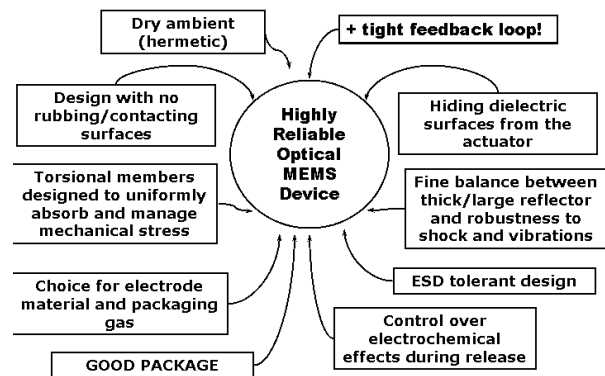 Dry ambient
(hermetic)
+ tight feedback loop!
Design with no
rubbing/contacting
surfaces
Highly
Reliable
Optical
MEMS
Device
Hiding dielectric
surfaces from the
actuator
Torsional members
designed to uniformly
absorb and manage
mechanical stress
Fine balance between
thick/large reflector
and robustness to
shock and vibrations
Choice for electrode
material and packaging
gas
ESD tolerant design
Control over
electrochemical
effects during release
GOOD PACKAGE